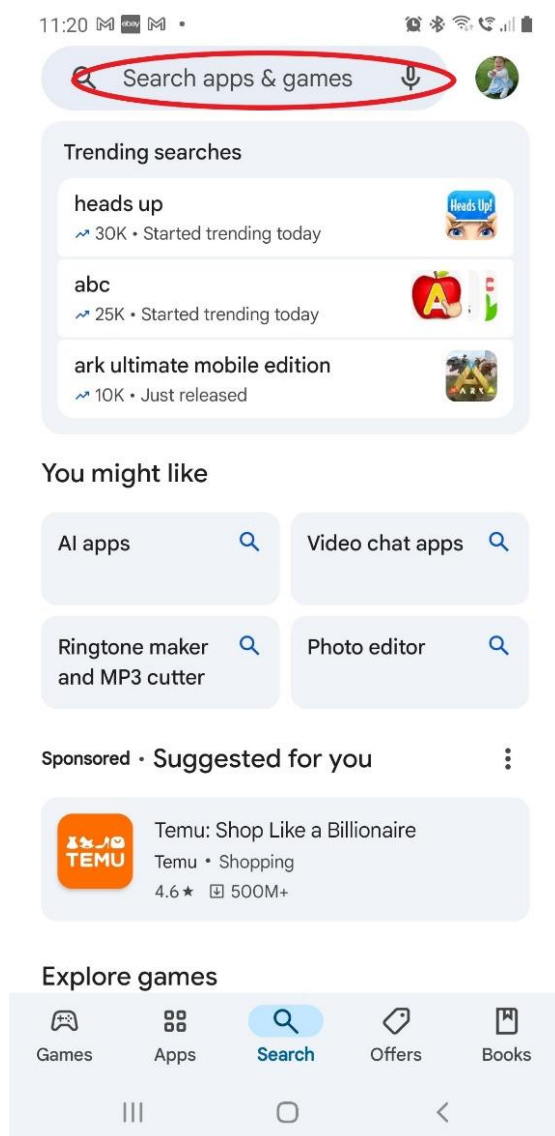 11:20
ebay
Search apps & games
Trending searches
heads up
30K • Started trending today
Heads Up!
abc
25K • Started trending today
A
C
ark ultimate mobile edition
10K • Just released
ARK
You might like
AI apps
Video chat apps
Ringtone maker
and MP3 cutter
Photo editor
Sponsored • Suggested for you
TEMU
Temu: Shop Like a Billionaire
Temu • Shopping
4.6★ 500M+
Explore games
Games
Apps
Search
Offers
Books